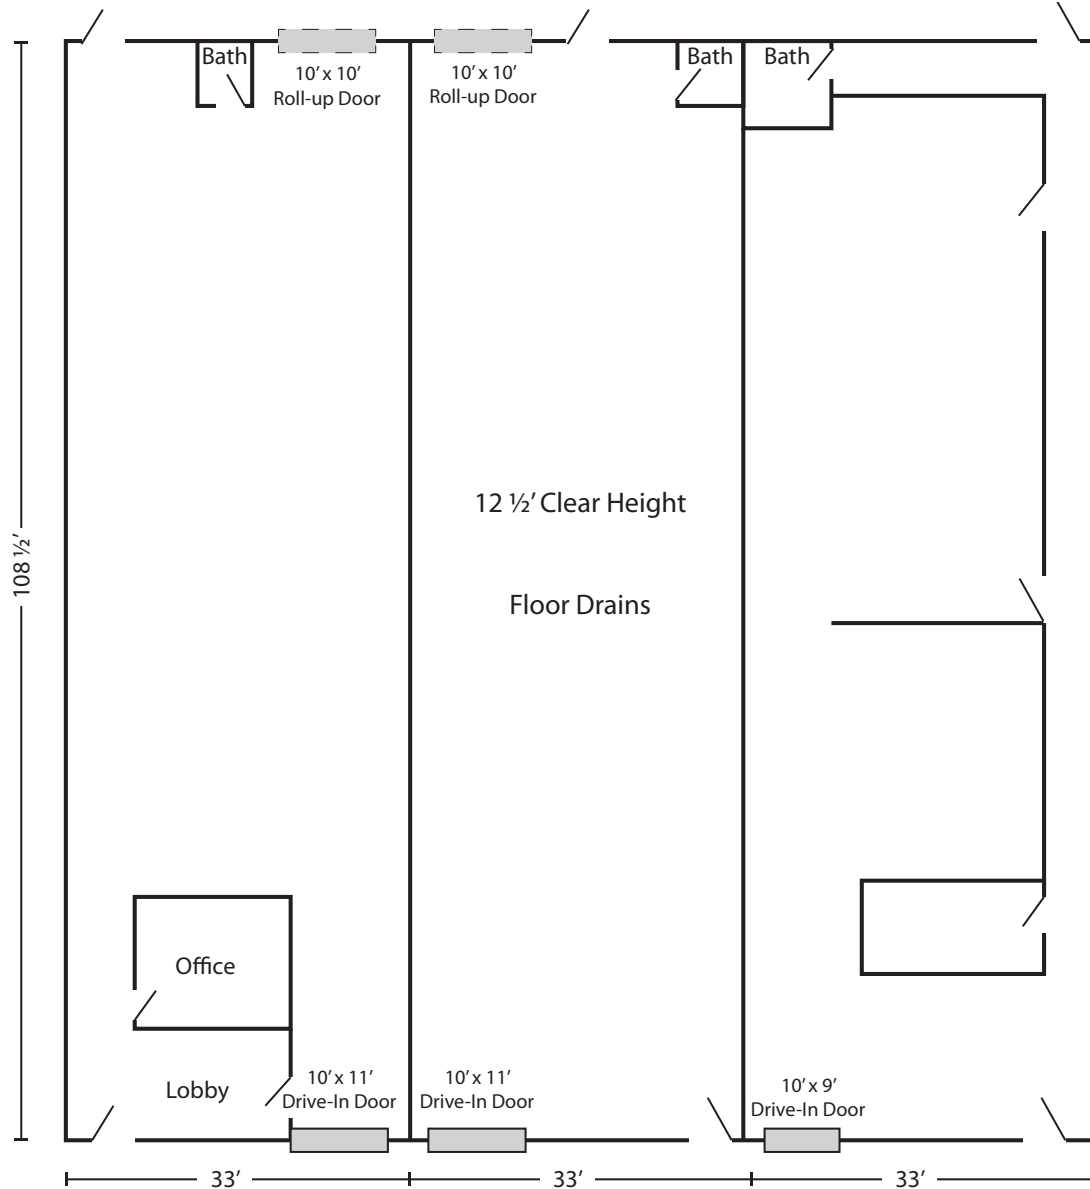 Bath
Bath
Bath
10’ x 10’
Roll-up Door
10’ x 10’
Roll-up Door
12 ½’ Clear Height
108 ½’
Floor Drains
Office
Lobby
10’ x 11’
Drive-In Door
10’ x 11’
Drive-In Door
10’ x 9’
Drive-In Door
33’
33’
33’